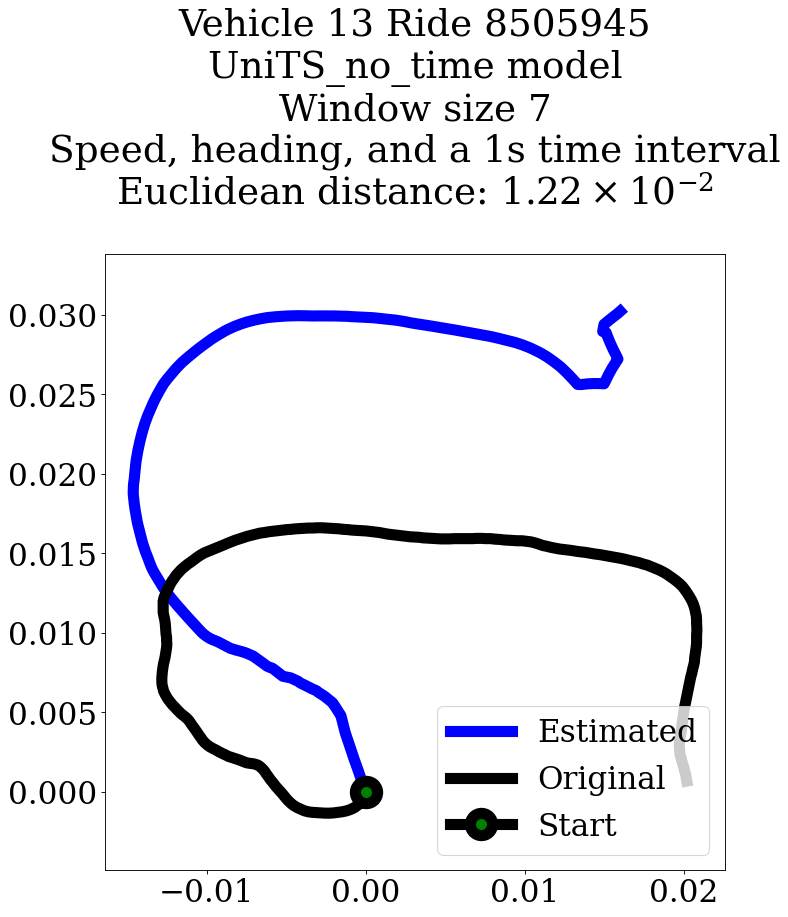 Vehicle 13 Ride 8505945
UniTS_no_time model
Window size 7
Speed, heading, and a 1s time interval
Euclidean distance: 1.22 × 10⁻²
0.030
0.025
0.020
0.015
0.010
0.005
0.000
Estimated
Original
Start
−0.01
0.00
0.01
0.02